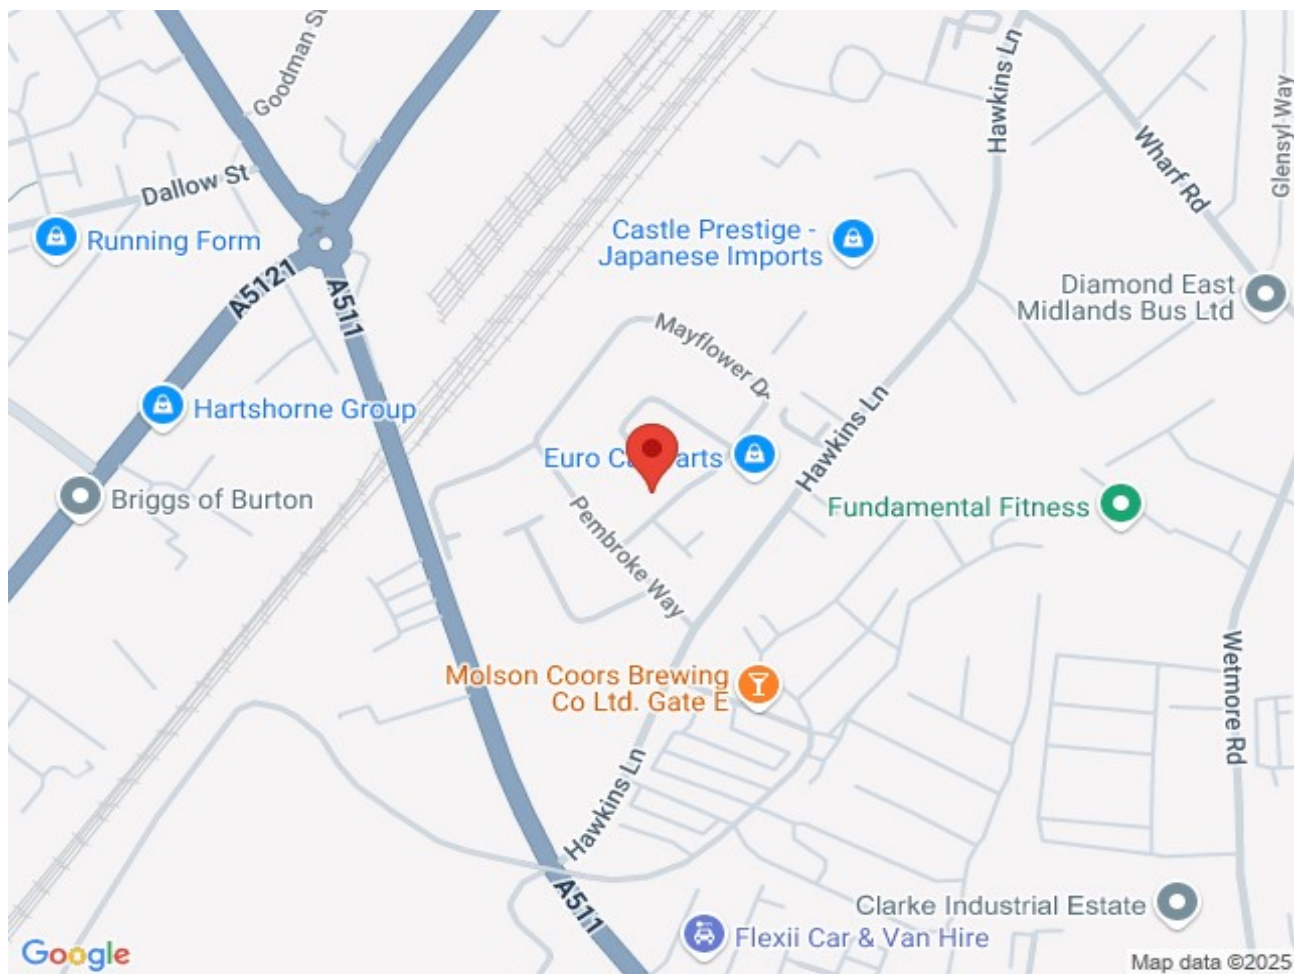 Goodman St
Hawkins Ln
Glensyl Way
Wharf Rd
Dallow St
Running Form
Castle Prestige -
Japanese Imports
A5121
A511
Diamond East
Midlands Bus Ltd
Mayflower Dr
Hartshorne Group
Hawkins Ln
Euro Ca arts
Briggs of Burton
Pembroke Way
Fundamental Fitness
Molson Coors Brewing
Co Ltd. Gate E
Wetmore Rd
Hawkins Ln
A511
Clarke Industrial Estate
Flexii Car & Van Hire
Google
Map data ©2025